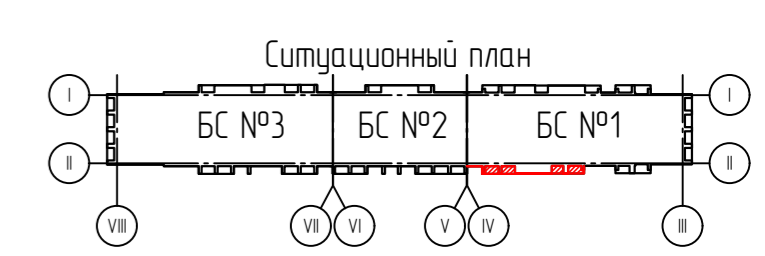 Ситуационный план
I I
БС №3 БС №2 БС №1
II II
VIII VII VI V IV III